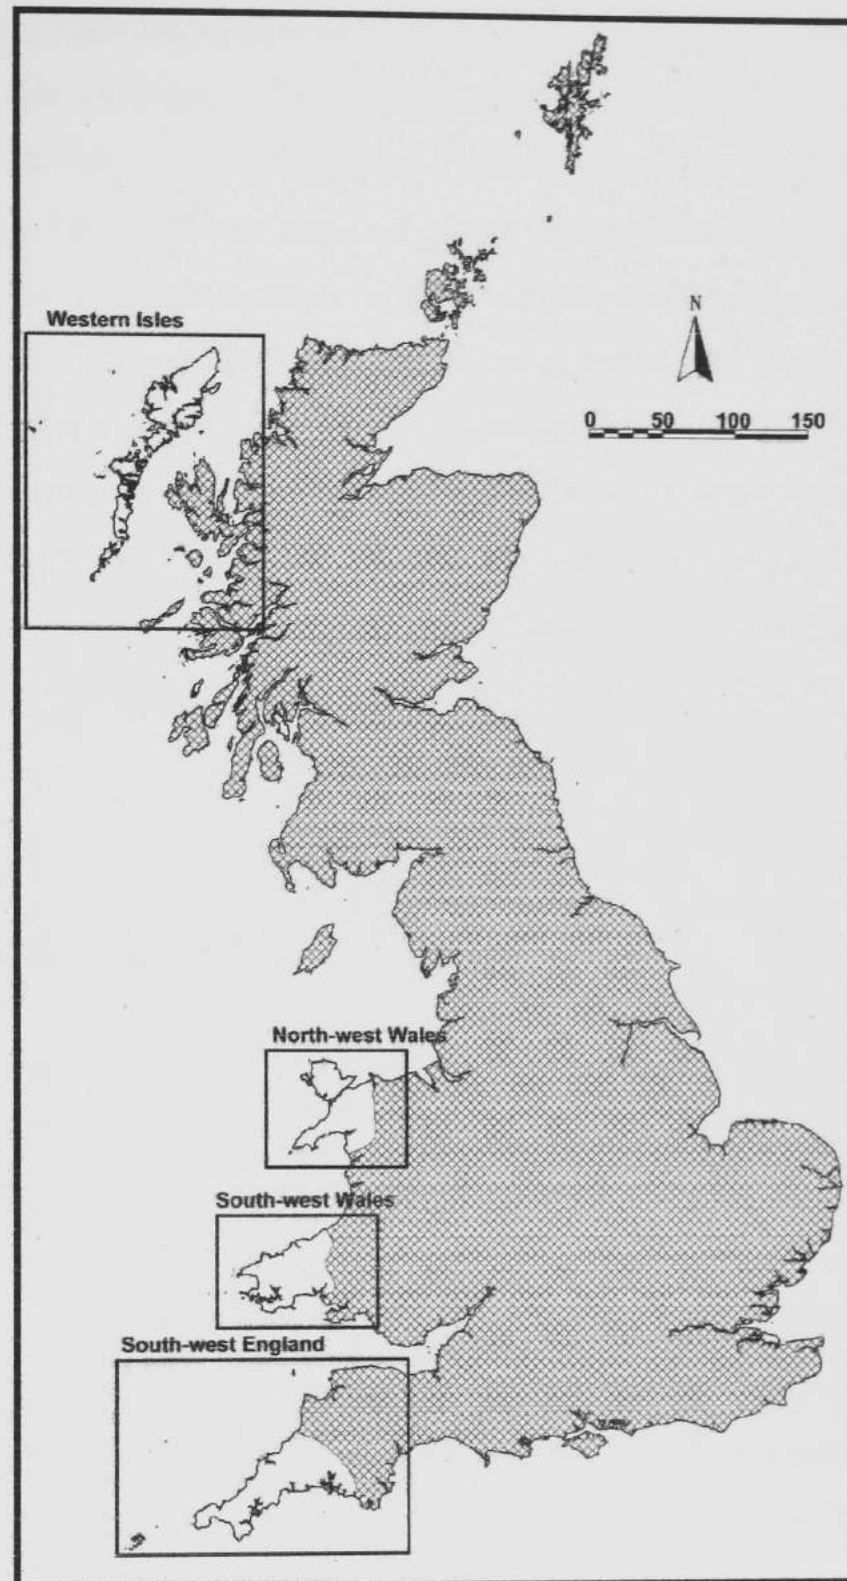 Western Isles
N
0 50 100 150
North-west Wales
South-west Wales
South-west England